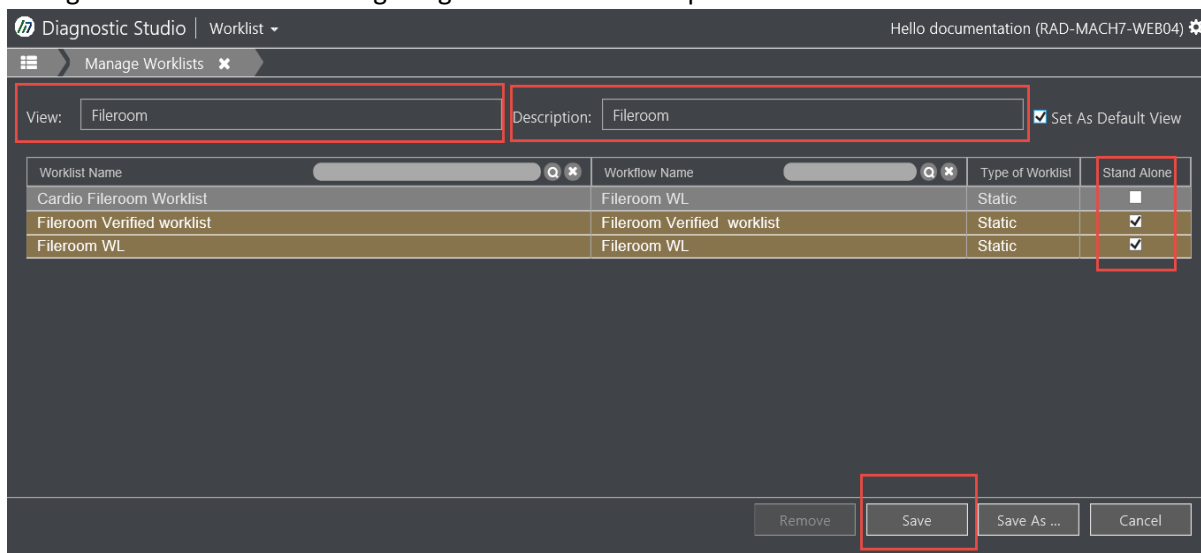 Diagnostic Studio | Worklist
Hello documentation (RAD-MACH7-WEB04)
Manage Worklists
View: Fileroom Description: Fileroom Set As Default View
Worklist Name Workflow Name Type of Worklist Stand Alone
Cardio Fileroom Worklist Fileroom WL Static
Fileroom Verified worklist Fileroom Verified worklist Static
Fileroom WL Fileroom WL Static
Remove Save Save As ... Cancel